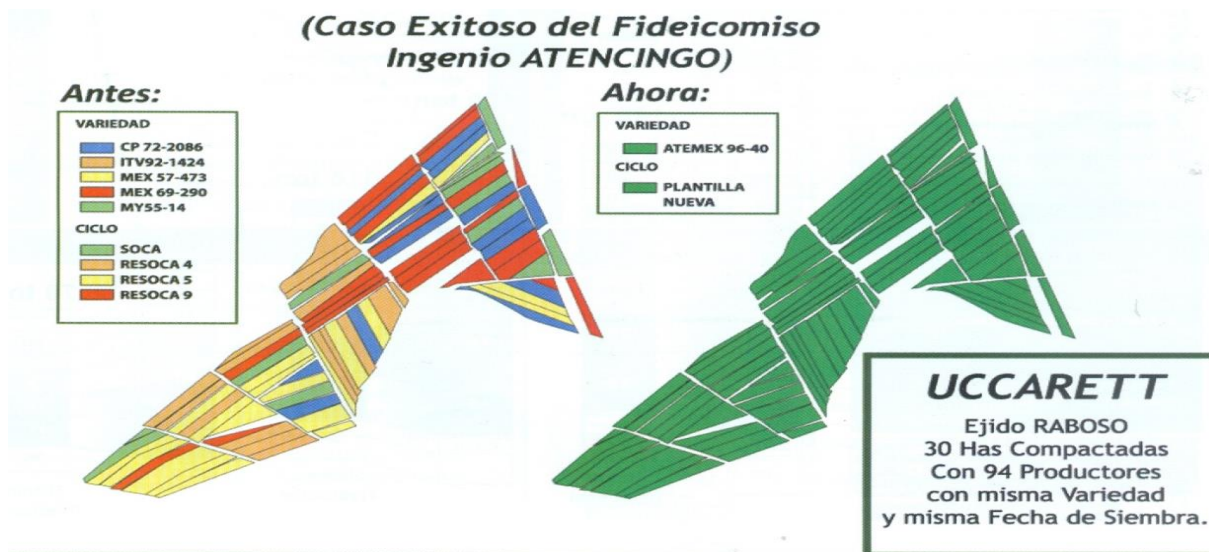 (Caso Exitoso del Fideicomiso
Ingenio ATENCINGO)
Antes:
VARIEDAD
CP 72-2086
ITV92-1424
MEX 57-473
MEX 69-290
MY55-14
CICLO
SOCA
RESOCA 4
RESOCA 5
RESOCA 9
Ahora:
VARIEDAD
ATEMEX 96-40
CICLO
PLANTILLA
NUEVA
UCCARETT
Ejido RABOSO
30 Has Compactadas
Con 94 Productores
con misma Variedad
y misma Fecha de Siembra.